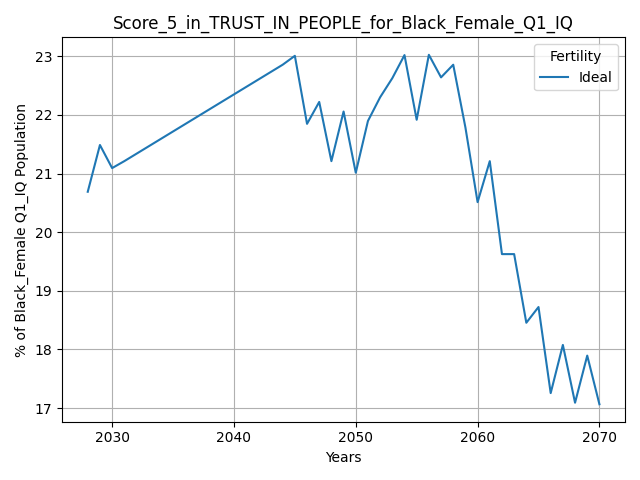 Score_5_in_TRUST_IN_PEOPLE_for_Black_Female_Q1_IQ
Fertility
Ideal
% of Black_Female Q1_IQ Population
23
22
21
20
19
18
17
2030 2040 2050 2060 2070
Years